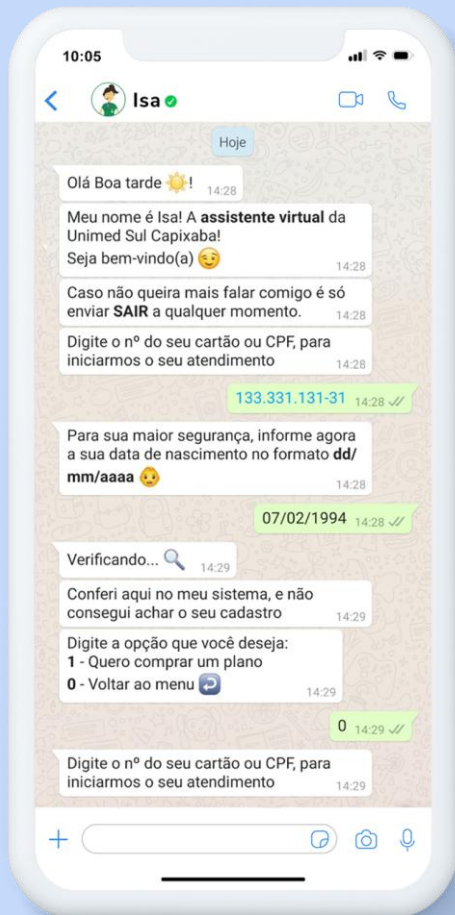 10:05
Isa
Hoje
Olá Boa tarde ☀️! 14:28
Meu nome é Isa! A assistente virtual da
Unimed Sul Capixaba!
Seja bem-vindo(a) 😉 14:28
Caso não queira mais falar comigo é só
enviar SAIR a qualquer momento. 14:28
Digite o nº do seu cartão ou CPF, para
iniciarmos o seu atendimento 14:28
133.331.131-31 14:28
Para sua maior segurança, informe agora
a sua data de nascimento no formato dd/
mm/aaaa 👶 14:28
07/02/1994 14:28
Verificando... 🔍 14:29
Conferi aqui no meu sistema, e não
consegui achar o seu cadastro 14:29
Digite a opção que você deseja:
1 - Quero comprar um plano
0 - Voltar ao menu ↩️ 14:29
0 14:29
Digite o nº do seu cartão ou CPF, para
iniciarmos o seu atendimento 14:29